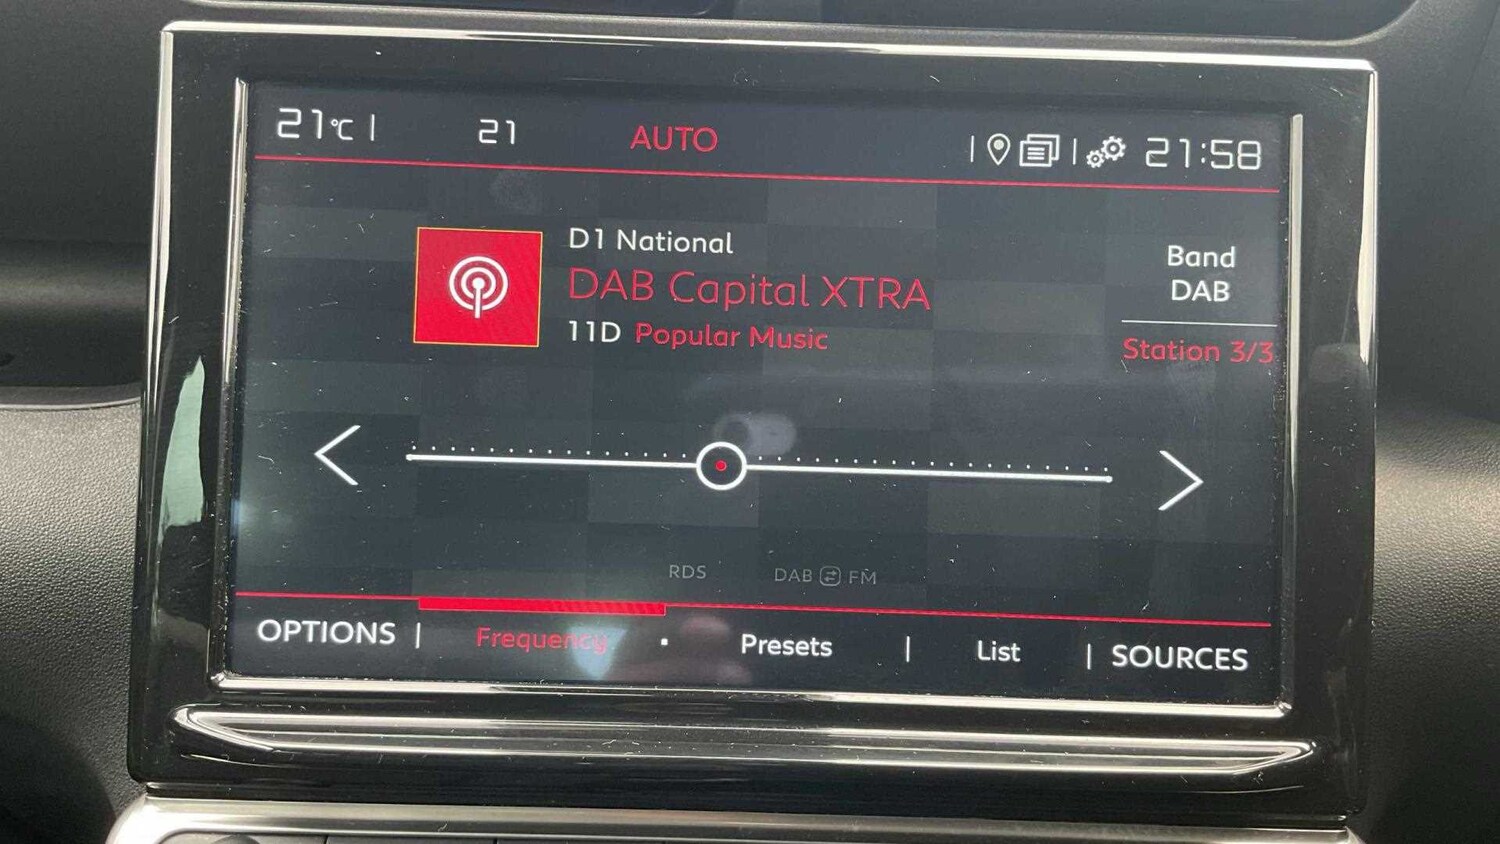 21°C | 21 AUTO | | 21:58
D1 National
DAB Capital XTRA
11D Popular Music
Band
DAB
Station 3/3
RDS DAB FM
OPTIONS | Frequency · Presets | List | SOURCES